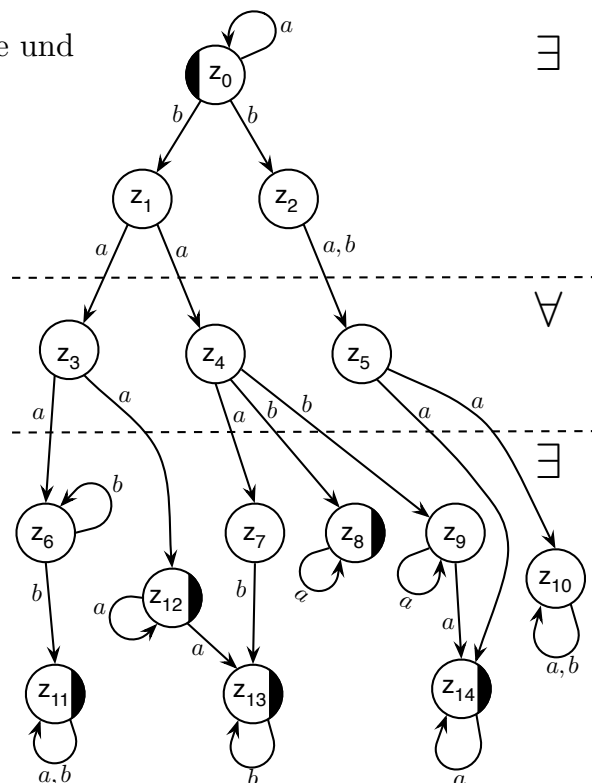 e und
a
∃
z0
b b
z1 z2
a a a, b
∀
z3 z4 z5
a a a b b a a
∃
b
z6 z7 z8 z9
z10
b a z12 b a a a
a
z11 z13 z14 a, b
a, b b a